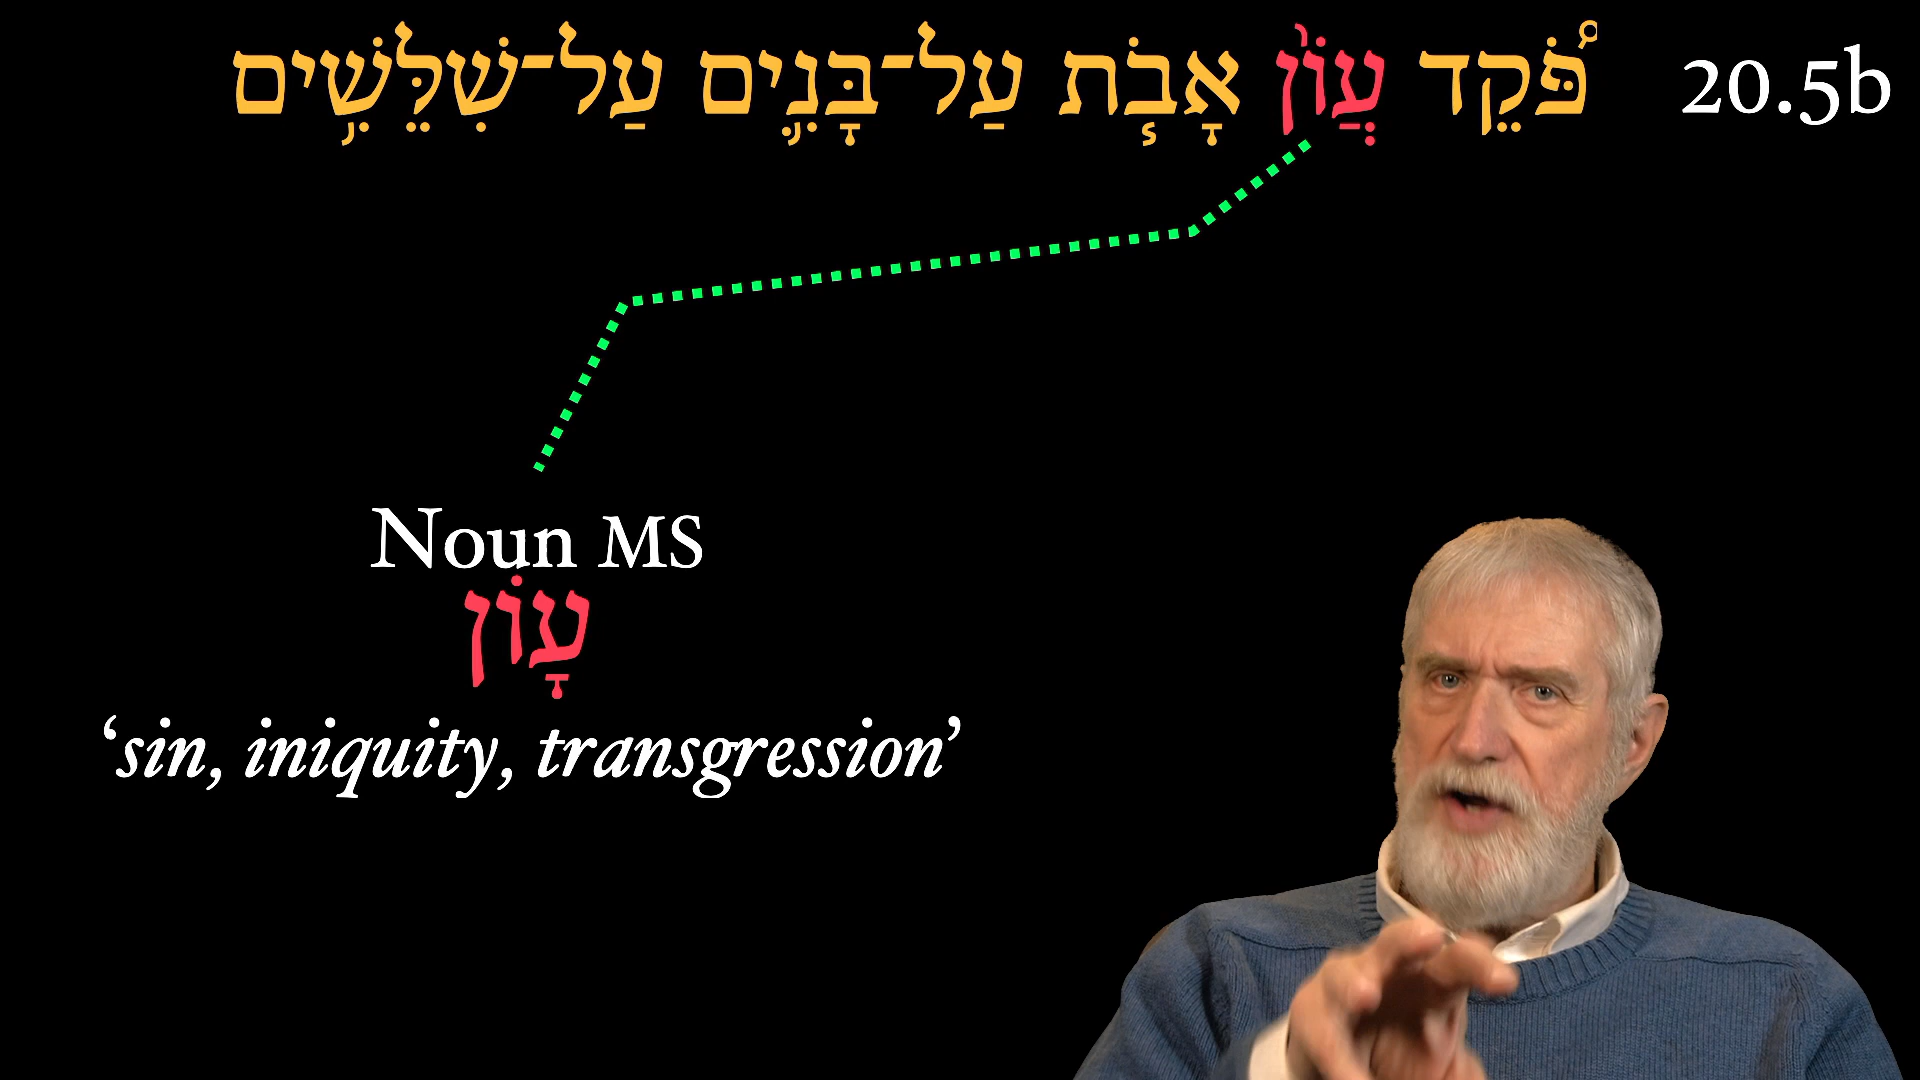 20.5b פֹּ֠קֵד עֲוֺ֨ן אָבֹ֧ת עַל־בָּנִ֛ים עַל־שִׁלֵּשִׁ֥ים
Noun MS
עָוֺן
‘sin, iniquity, transgression’